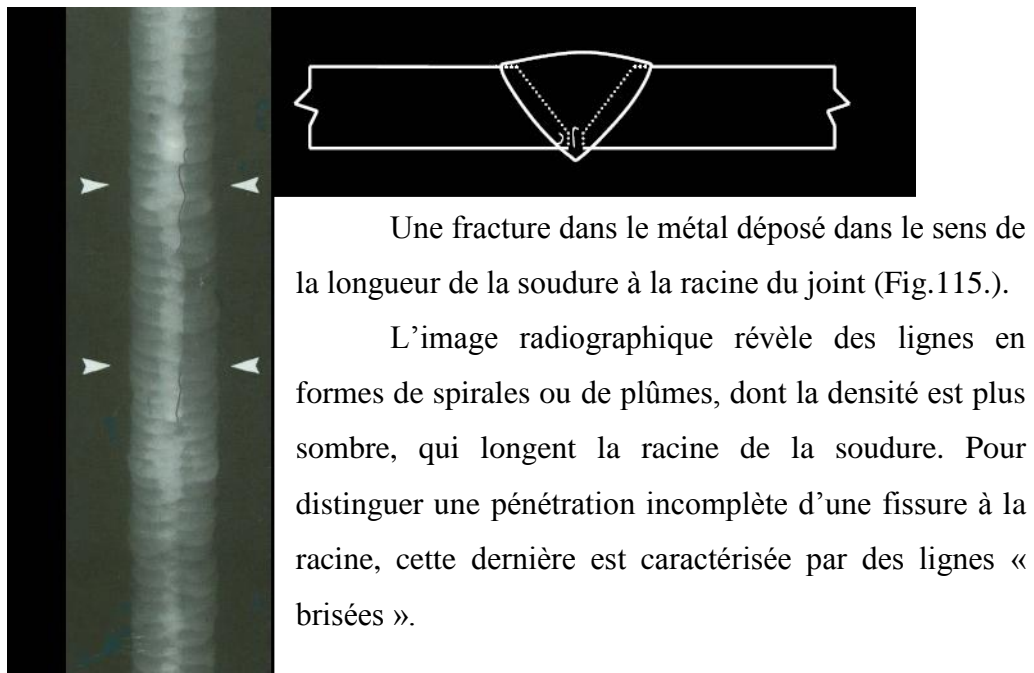 Une fracture dans le métal déposé dans le sens de
la longueur de la soudure à la racine du joint (Fig.115.).
L’image radiographique révèle des lignes en
formes de spirales ou de plûmes, dont la densité est plus
sombre, qui longent la racine de la soudure. Pour
distinguer une pénétration incomplète d’une fissure à la
racine, cette dernière est caractérisée par des lignes «
brisées ».